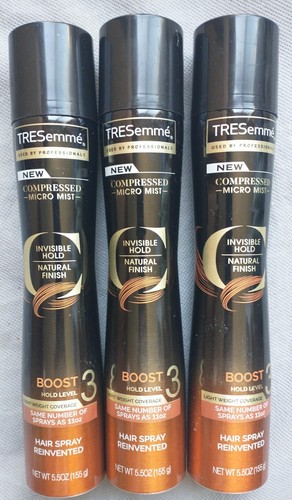 TRESemmé®
USED BY PROFESSIONALS
NEW
COMPRESSED
MICRO MIST
INVISIBLE
HOLD
NATURAL
FINISH
BOOST 3
HOLD LEVEL
LIGHT WEIGHT COVERAGE
SAME NUMBER OF
SPRAYS AS 11oz
HAIR SPRAY
REINVENTED
NET WT 5.5OZ (155 g)
TRESemmé®
USED BY PROFESSIONALS
NEW
COMPRESSED
MICRO MIST
INVISIBLE
HOLD
NATURAL
FINISH
BOOST 3
HOLD LEVEL
LIGHT WEIGHT COVERAGE
SAME NUMBER OF
SPRAYS AS 11oz
HAIR SPRAY
REINVENTED
NET WT 5.5OZ (155 g)
TRESemmé®
USED BY PROFESSIONALS
NEW
COMPRESSED
MICRO MIST
INVISIBLE
HOLD
NATURAL
FINISH
BOOST 3
HOLD LEVEL
LIGHT WEIGHT COVERAGE
SAME NUMBER OF
SPRAYS AS 11oz
HAIR SPRAY
REINVENTED
NET WT 5.5OZ (155 g)